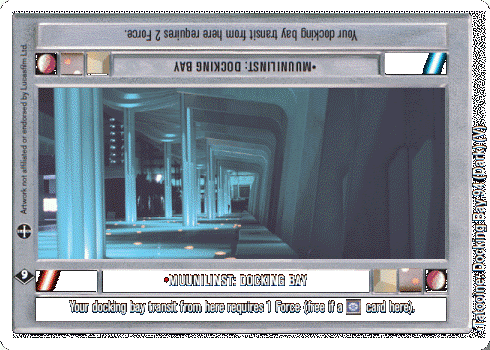 Your docking bay transit from here requires 2 Force.
•MUUNILINST: DOCKING BAY
Artwork not affiliated or endorsed by Lucasfilm Ltd.
9
•MUUNILINST: DOCKING BAY
Your docking bay transit from here requires 1 Force (free if a card here).